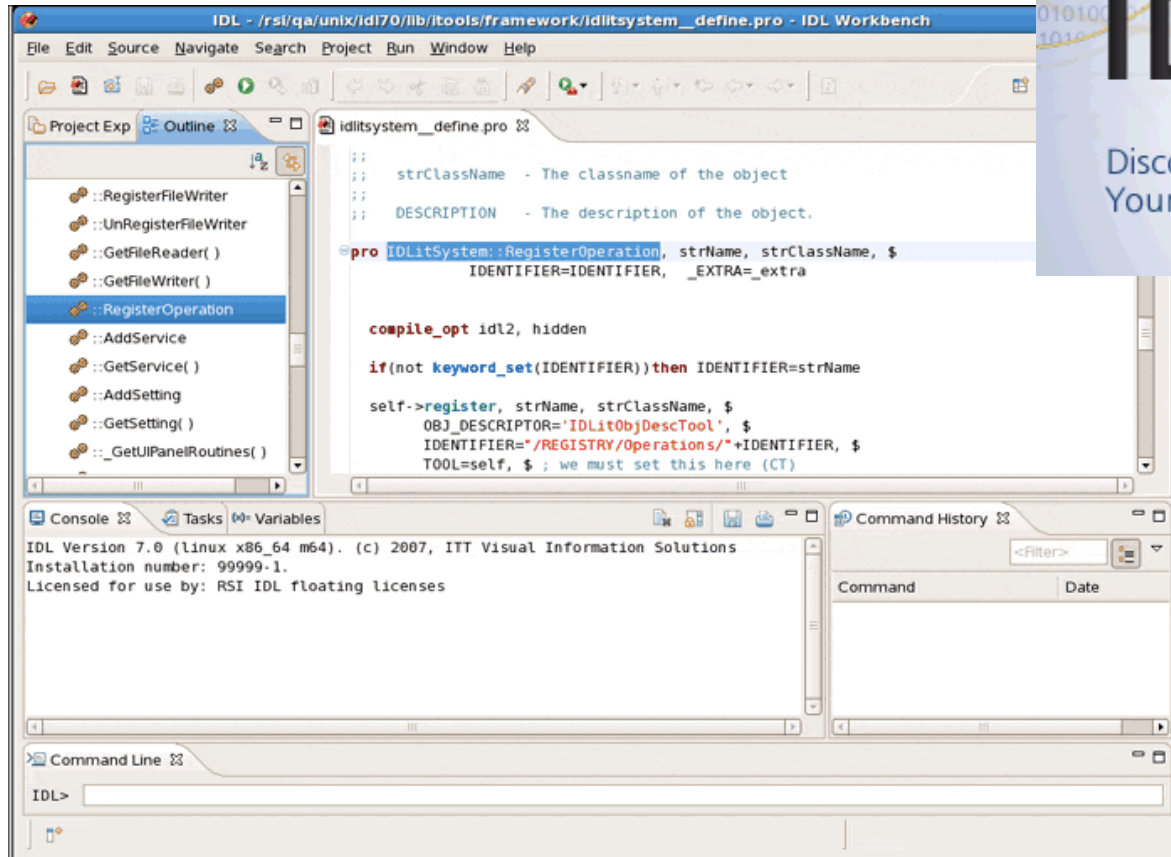 IDL - /rsi/qa/unix/idl70/lib/itools/framework/idlitsystem__define.pro - IDL Workbench
File Edit Source Navigate Search Project Run Window Help
Project Exp Outline
idlitsystem__define.pro
::RegisterFileWriter
::UnRegisterFileWriter
::GetFileReader( )
::GetFileWriter( )
::RegisterOperation
::AddService
::GetService( )
::AddSetting
::GetSetting( )
::_GetUIPanelRoutines( )
;;
;; strClassName - The classname of the object
;;
;; DESCRIPTION - The description of the object.
pro IDLitSystem::RegisterOperation, strName, strClassName, $
IDENTIFIER=IDENTIFIER, _EXTRA=_extra
compile_opt idl2, hidden
if(not keyword_set(IDENTIFIER))then IDENTIFIER=strName
self->register, strName, strClassName, $
OBJ_DESCRIPTOR='IDLitObjDescTool', $
IDENTIFIER="/REGISTRY/Operations/"+IDENTIFIER, $
TOOL=self, $ ; we must set this here (CT)
010100
1010
Disco
Your
Console Tasks Variables
IDL Version 7.0 (linux x86_64 m64). (c) 2007, ITT Visual Information Solutions
Installation number: 99999-1.
Licensed for use by: RSI IDL floating licenses
Command History
<Filter>
Command Date
Command Line
IDL>